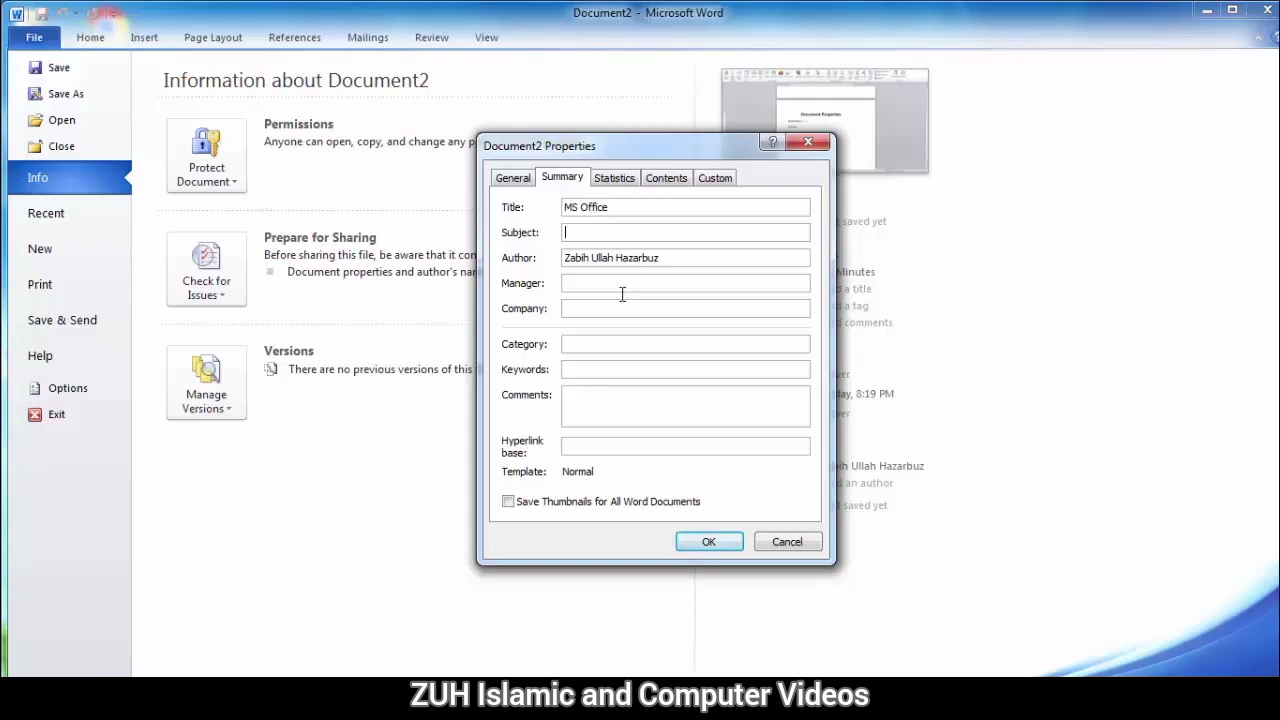 Document2 - Microsoft Word
File Home Insert Page Layout References Mailings Review View
Save
Save As
Open
Close
Info
Recent
New
Print
Save & Send
Help
Options
Exit
Information about Document2
Protect
Document
Permissions
Anyone can open, copy, and change any
Check for
Issues
Prepare for Sharing
Before sharing this file, be aware that it
Document properties and author's
Manage
Versions
Versions
There are no previous versions of this
Document2 Properties
General Summary Statistics Contents Custom
Title: MS Office
Subject:
Author: Zabih Ullah Hazarbuz
Manager:
Company:
Category:
Keywords:
Comments:
Hyperlink
base:
Template: Normal
Save Thumbnails for All Word Documents
OK Cancel
Document Properties
saved yet
Minutes
a title
a tag
comments
8:19 PM
Ullah Hazarbuz
an author
saved yet
ZUH Islamic and Computer Videos